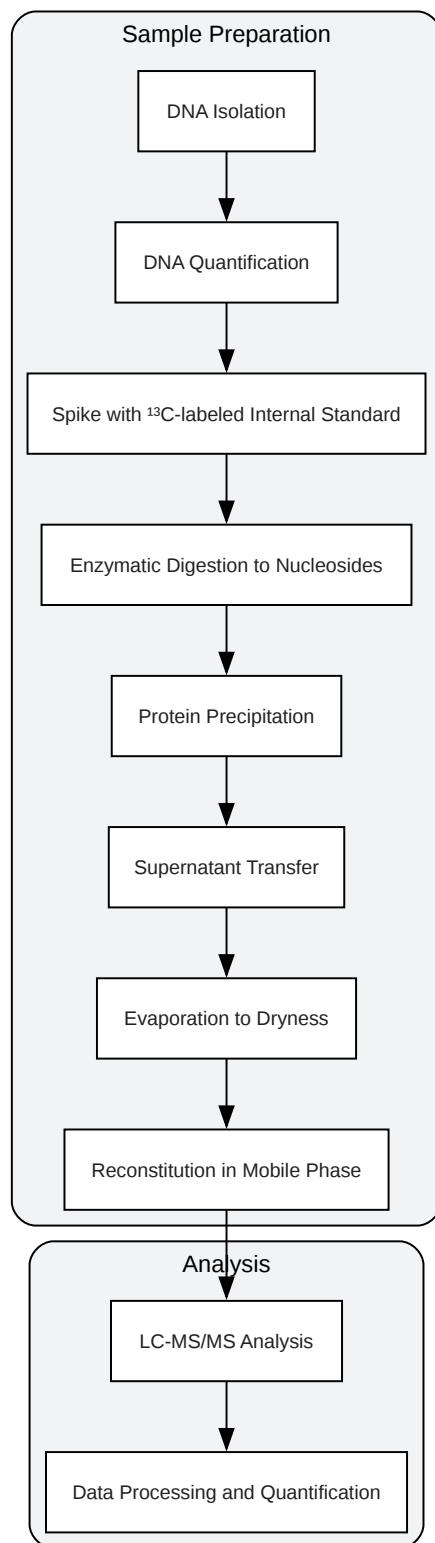 Sample Preparation
DNA Isolation
DNA Quantification
Spike with ¹³C-labeled Internal Standard
Enzymatic Digestion to Nucleosides
Protein Precipitation
Supernatant Transfer
Evaporation to Dryness
Reconstitution in Mobile Phase
Analysis
LC-MS/MS Analysis
Data Processing and Quantification